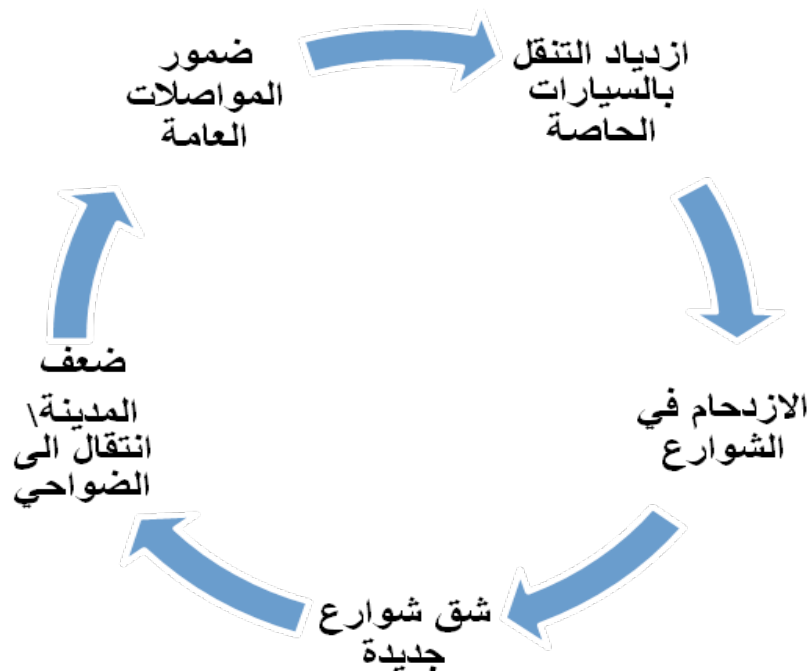 ازدياد التنقل
بالسيارات
الحاصة
الازدحام في
الشوارع
شق شوارع
جديدة
ضعف
المدينة\
انتقال الى
الضواحي
ضمور
المواصلات
العامة